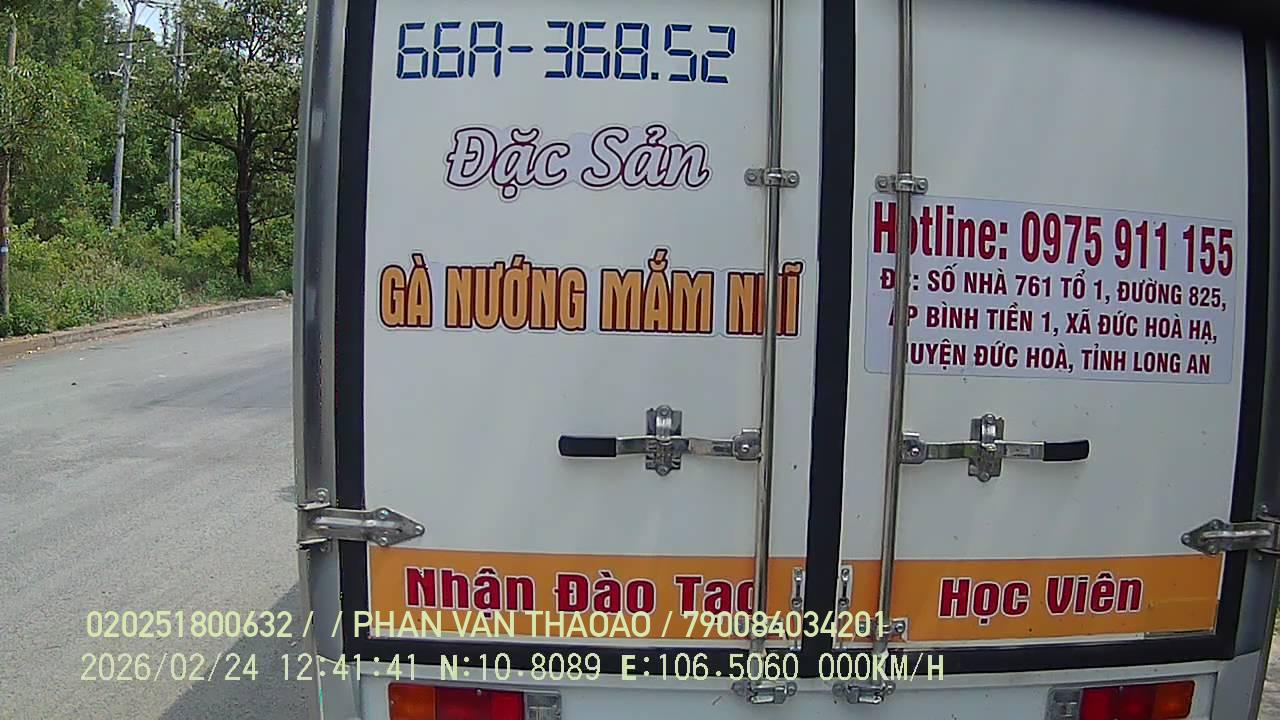 66A-368.52
Đặc Sản
GÀ NƯỚNG MẮM NHĨ
Hotline: 0975 911 155
Đ/C: SỐ NHÀ 761 TỔ 1, ĐƯỜNG 825,
ẤP BÌNH TIỀN 1, XÃ ĐỨC HOÀ HẠ,
HUYỆN ĐỨC HOÀ, TỈNH LONG AN
Nhận Đào Tạo Học Viên
020251800632 / / PHAN VAN THAOAO / 790084034201
2026/02/24 12:41:41 N:10.8089 E:106.5060 000KM/H